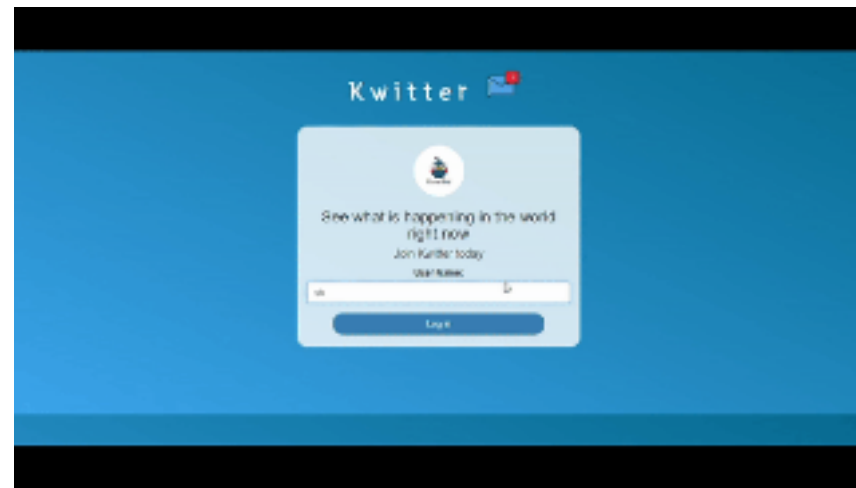 Kwitter
See what is happening in the world
right now
Join Kwitter today
User Name:
Log in